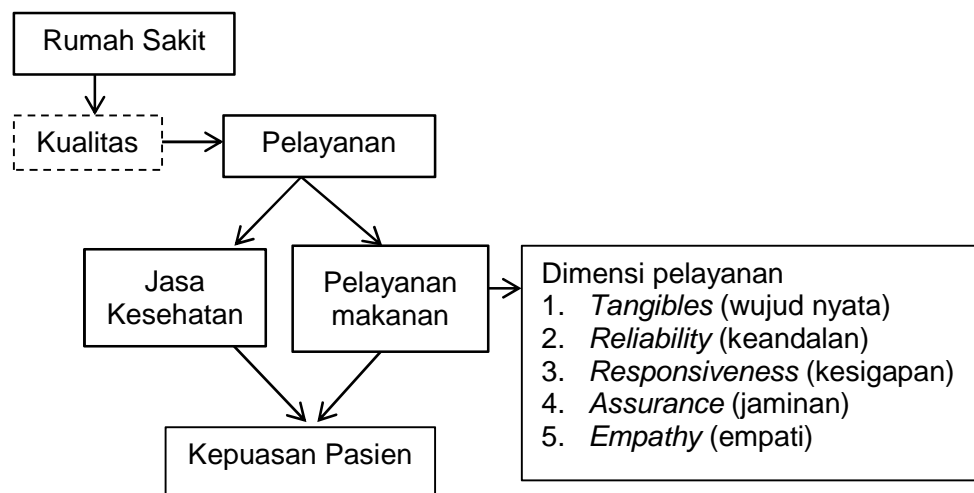 Rumah Sakit
Kualitas
Pelayanan
Jasa
Kesehatan
Pelayanan
makanan
Dimensi pelayanan
1. Tangibles (wujud nyata)
2. Reliability (keandalan)
3. Responsiveness (kesigapan)
4. Assurance (jaminan)
5. Empathy (empati)
Kepuasan Pasien